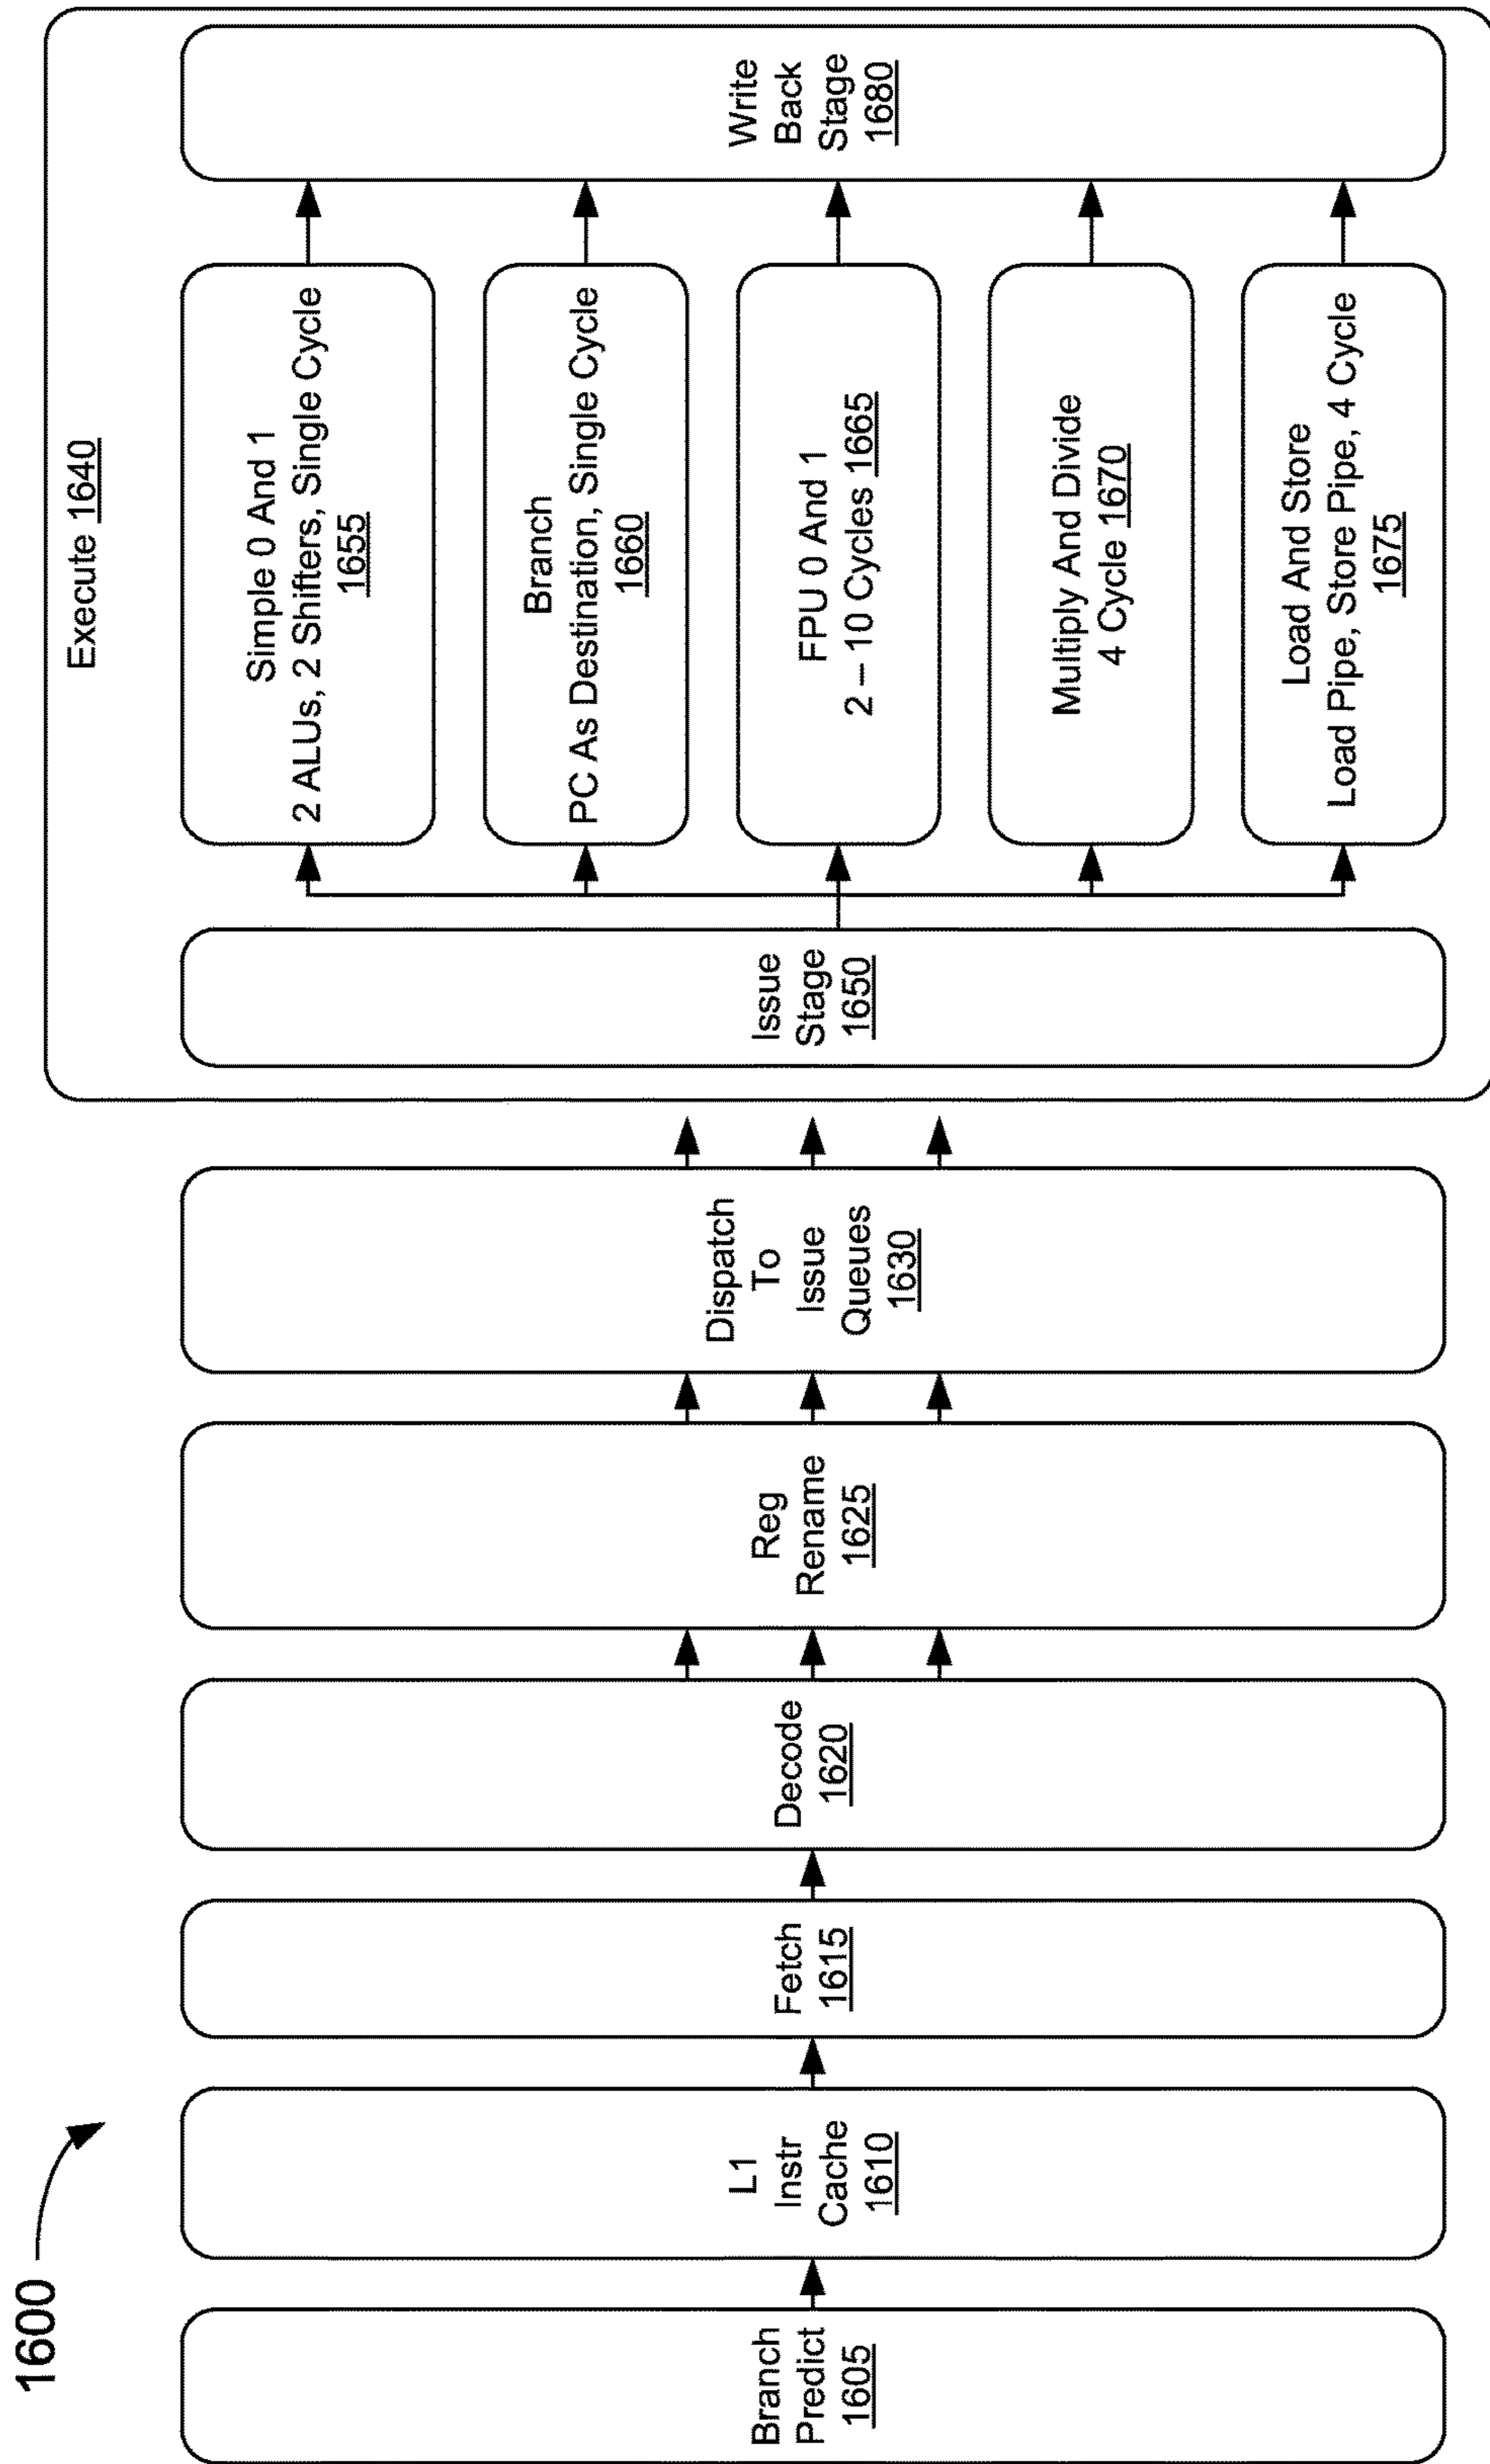 1600
Branch
Predict
1605
L1
Instr
Cache
1610
Fetch
1615
Decode
1620
Reg
Rename
1625
Dispatch
To
Issue
Queues
1630
Execute 1640
Issue
Stage
1650
Simple 0 And 1
2 ALUs, 2 Shifters, Single Cycle
1655
Branch
PC As Destination, Single Cycle
1660
FPU 0 And 1
2 – 10 Cycles 1665
Multiply And Divide
4 Cycle 1670
Load And Store
Load Pipe, Store Pipe, 4 Cycle
1675
Write
Back
Stage
1680